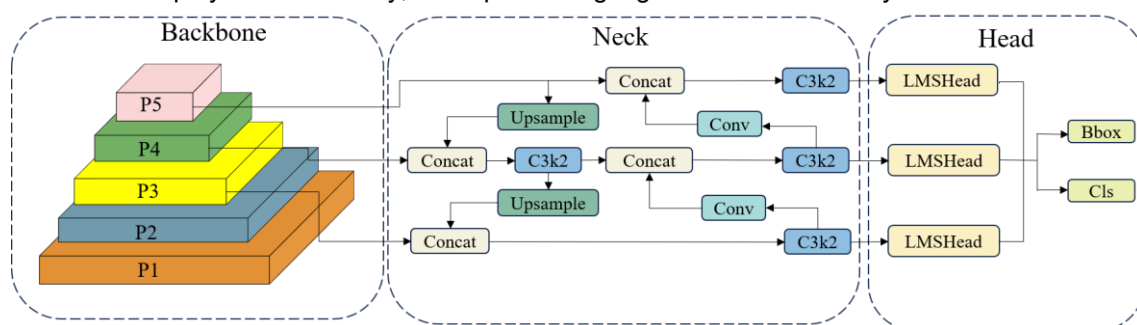 Backbone
P5
P4
P3
P2
P1
Neck
Concat
C3k2
Upsample
Conv
Concat
C3k2
Concat
C3k2
Upsample
Conv
Concat
C3k2
Head
LMSHead
LMSHead
LMSHead
Bbox
Cls